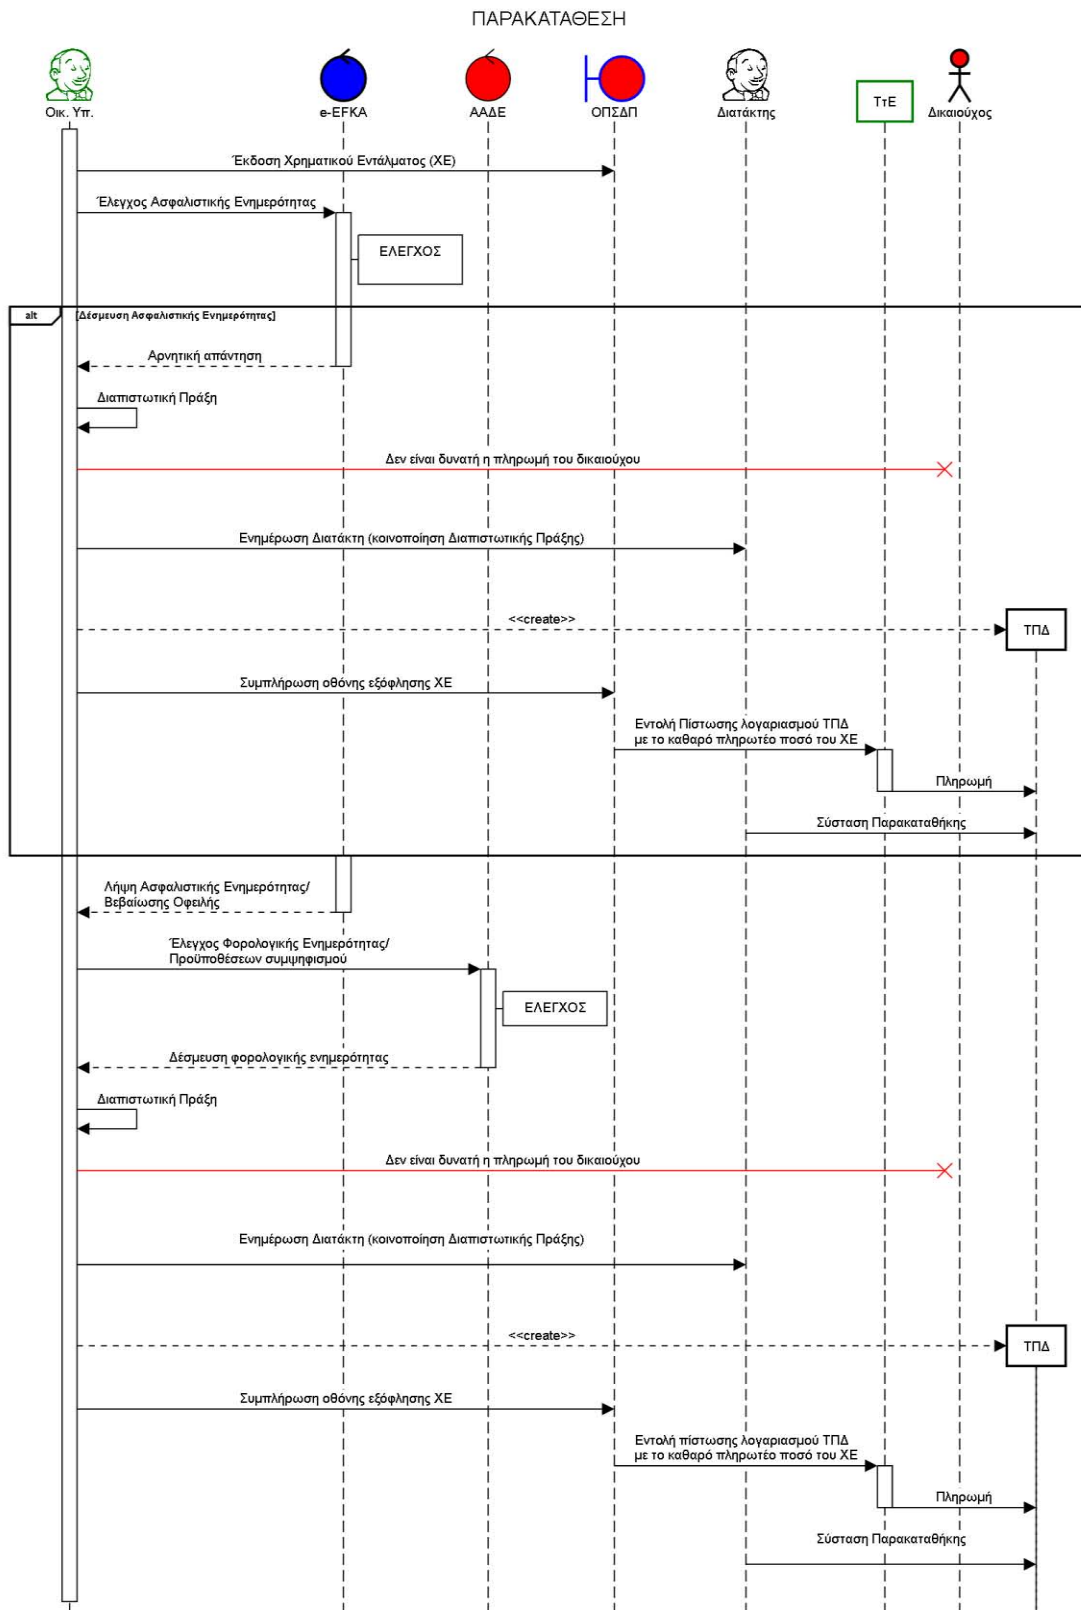 ΠΑΡΑΚΑΤΑΘΕΣΗ
Οικ. Υπ.
e-EFKA
ΑΑΔΕ
ΟΠΣΔΠ
Διατάκτης
ΤτΕ
Δικαιούχος
Έκδοση Χρηματικού Εντάλματος (ΧΕ)
Έλεγχος Ασφαλιστικής Ενημερότητας
ΕΛΕΓΧΟΣ
alt
[Δέσμευση Ασφαλιστικής Ενημερότητας]
Αρνητική απάντηση
Διαπιστωτική Πράξη
Δεν είναι δυνατή η πληρωμή του δικαιούχου
Ενημέρωση Διατάκτη (κοινοποίηση Διαπιστωτικής Πράξης)
<<create>>
ΤΠΔ
Συμπλήρωση οθόνης εξόφλησης ΧΕ
Εντολή Πίστωσης λογαριασμού ΤΠΔ
με το καθαρό πληρωτέο ποσό του ΧΕ
Πληρωμή
Σύσταση Παρακαταθήκης
Λήψη Ασφαλιστικής Ενημερότητας/
Βεβαίωσης Οφειλής
Έλεγχος Φορολογικής Ενημερότητας/
Προϋποθέσεων συμψηφισμού
ΕΛΕΓΧΟΣ
Δέσμευση φορολογικής ενημερότητας
Διαπιστωτική Πράξη
Δεν είναι δυνατή η πληρωμή του δικαιούχου
Ενημέρωση Διατάκτη (κοινοποίηση Διαπιστωτικής Πράξης)
<<create>>
ΤΠΔ
Συμπλήρωση οθόνης εξόφλησης ΧΕ
Εντολή πίστωσης λογαριασμού ΤΠΔ
με το καθαρό πληρωτέο ποσό του ΧΕ
Πληρωμή
Σύσταση Παρακαταθήκης